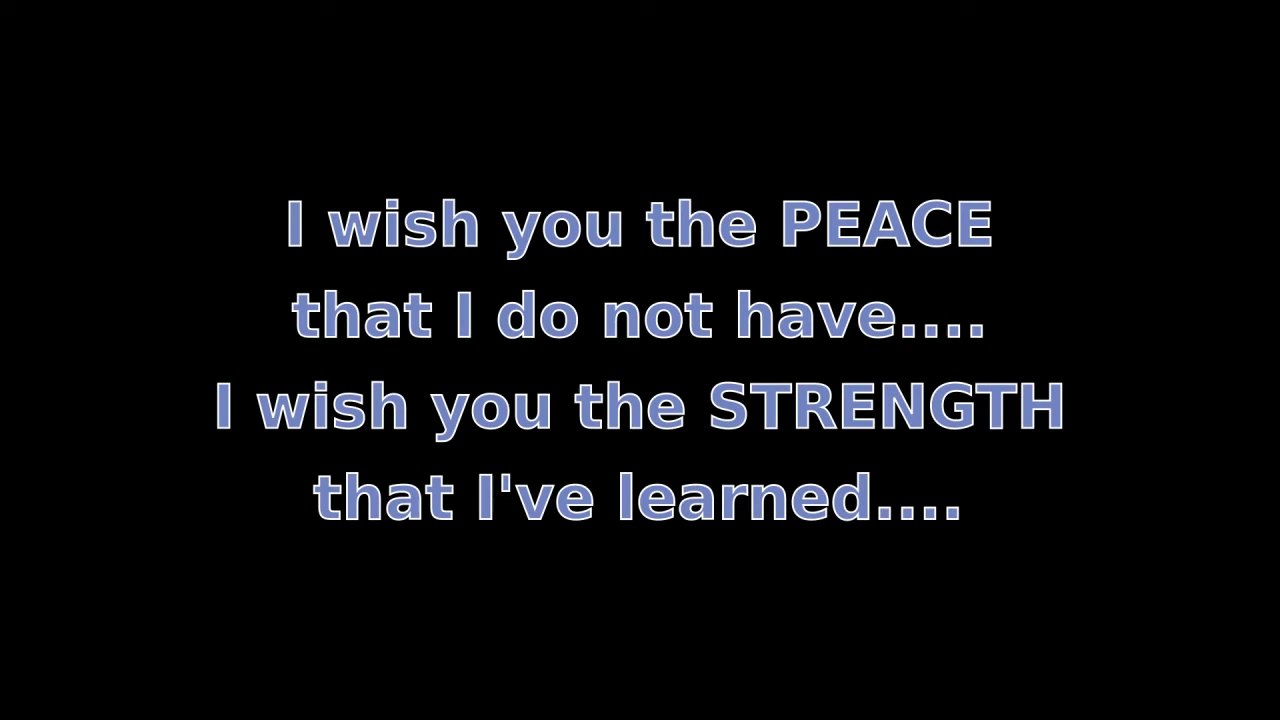 I wish you the PEACE
that I do not have....
I wish you the STRENGTH
that I've learned....